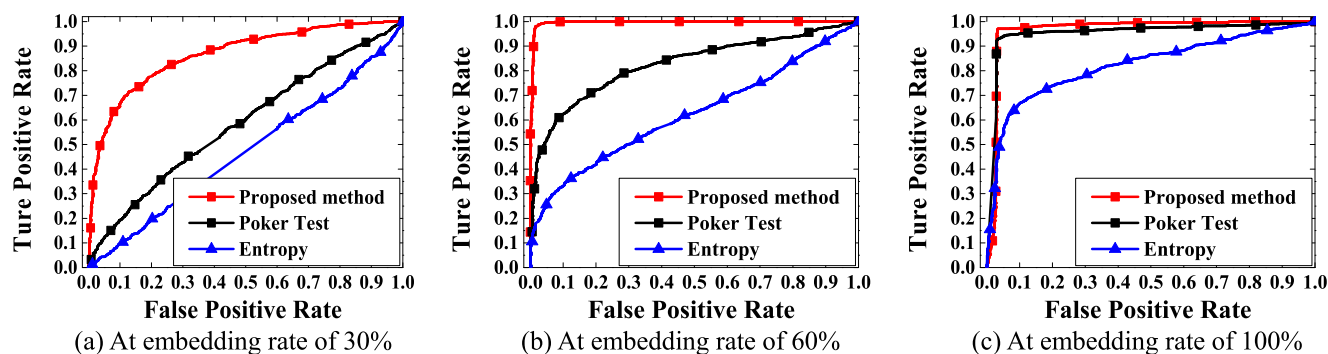 1.0
0.9
0.8
0.7
0.6
0.5
0.4
0.3
0.2
0.1
0.0
Ture Positive Rate
Proposed method
Poker Test
Entropy
0.0 0.1 0.2 0.3 0.4 0.5 0.6 0.7 0.8 0.9 1.0
False Positive Rate
(a) At embedding rate of 30%
1.0
0.9
0.8
0.7
0.6
0.5
0.4
0.3
0.2
0.1
0.0
Ture Positive Rate
Proposed method
Poker Test
Entropy
0.0 0.1 0.2 0.3 0.4 0.5 0.6 0.7 0.8 0.9 1.0
False Positive Rate
(b) At embedding rate of 60%
1.0
0.9
0.8
0.7
0.6
0.5
0.4
0.3
0.2
0.1
0.0
Ture Positive Rate
Proposed method
Poker Test
Entropy
0.0 0.1 0.2 0.3 0.4 0.5 0.6 0.7 0.8 0.9 1.0
False Positive Rate
(c) At embedding rate of 100%